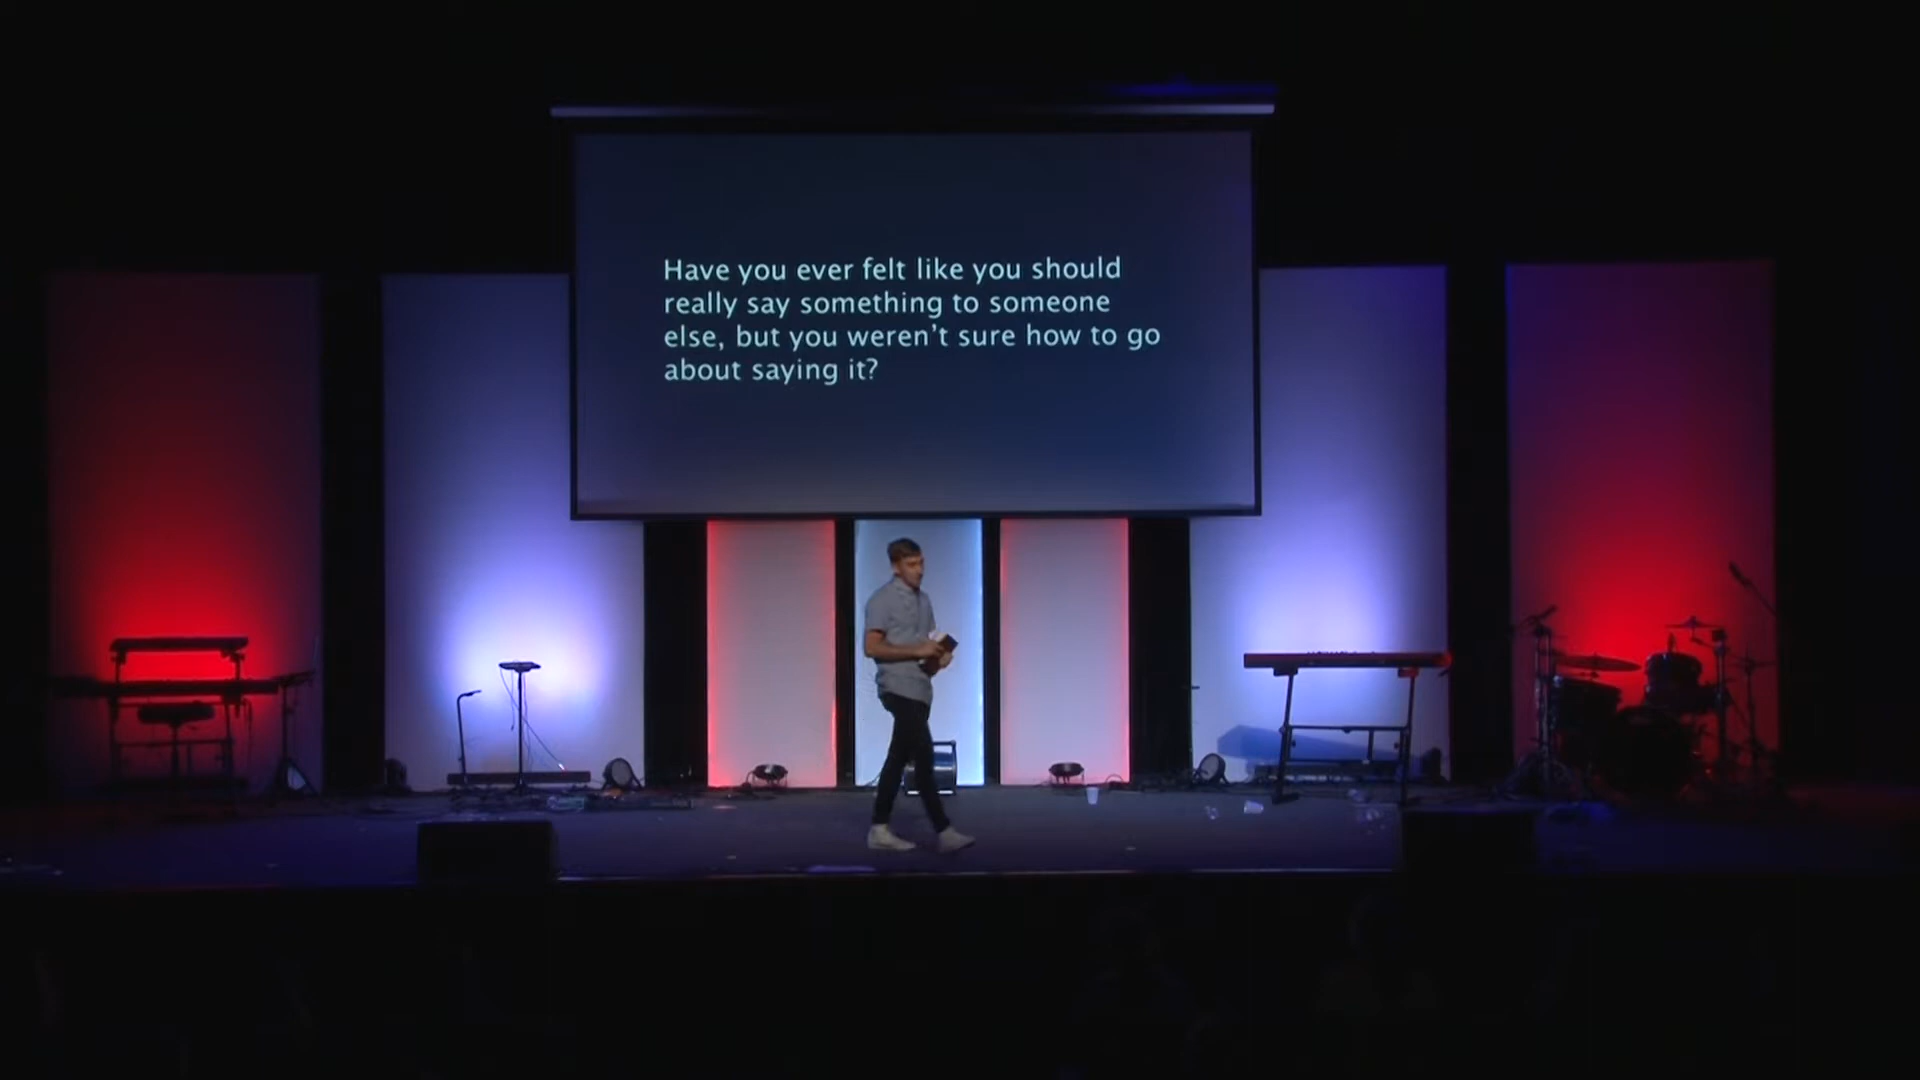 Have you ever felt like you should
really say something to someone
else, but you weren't sure how to go
about saying it?